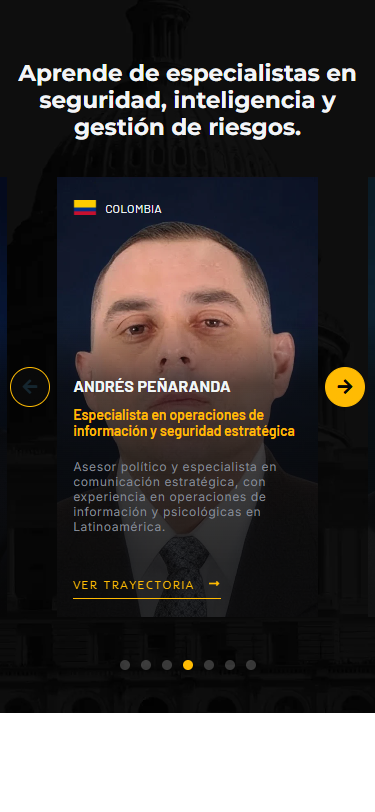 Aprende de especialistas en
seguridad, inteligencia y
gestión de riesgos.
COLOMBIA
ANDRÉS PEÑARANDA
Especialista en operaciones de
información y seguridad estratégica
Asesor político y especialista en
comunicación estratégica, con
experiencia en operaciones de
información y psicológicas en
Latinoamérica.
VER TRAYECTORIA